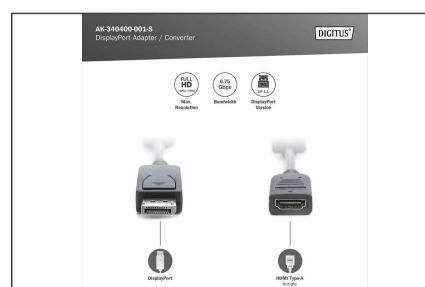 AK-340400-001-S
DisplayPort Adapter / Converter
DIGITUS®
FULL
HD
Max.
Resolution
6.75
Gbps
Bandwidth
DP 1.1
DisplayPort
Version
DisplayPort
HDMI Type-A
female